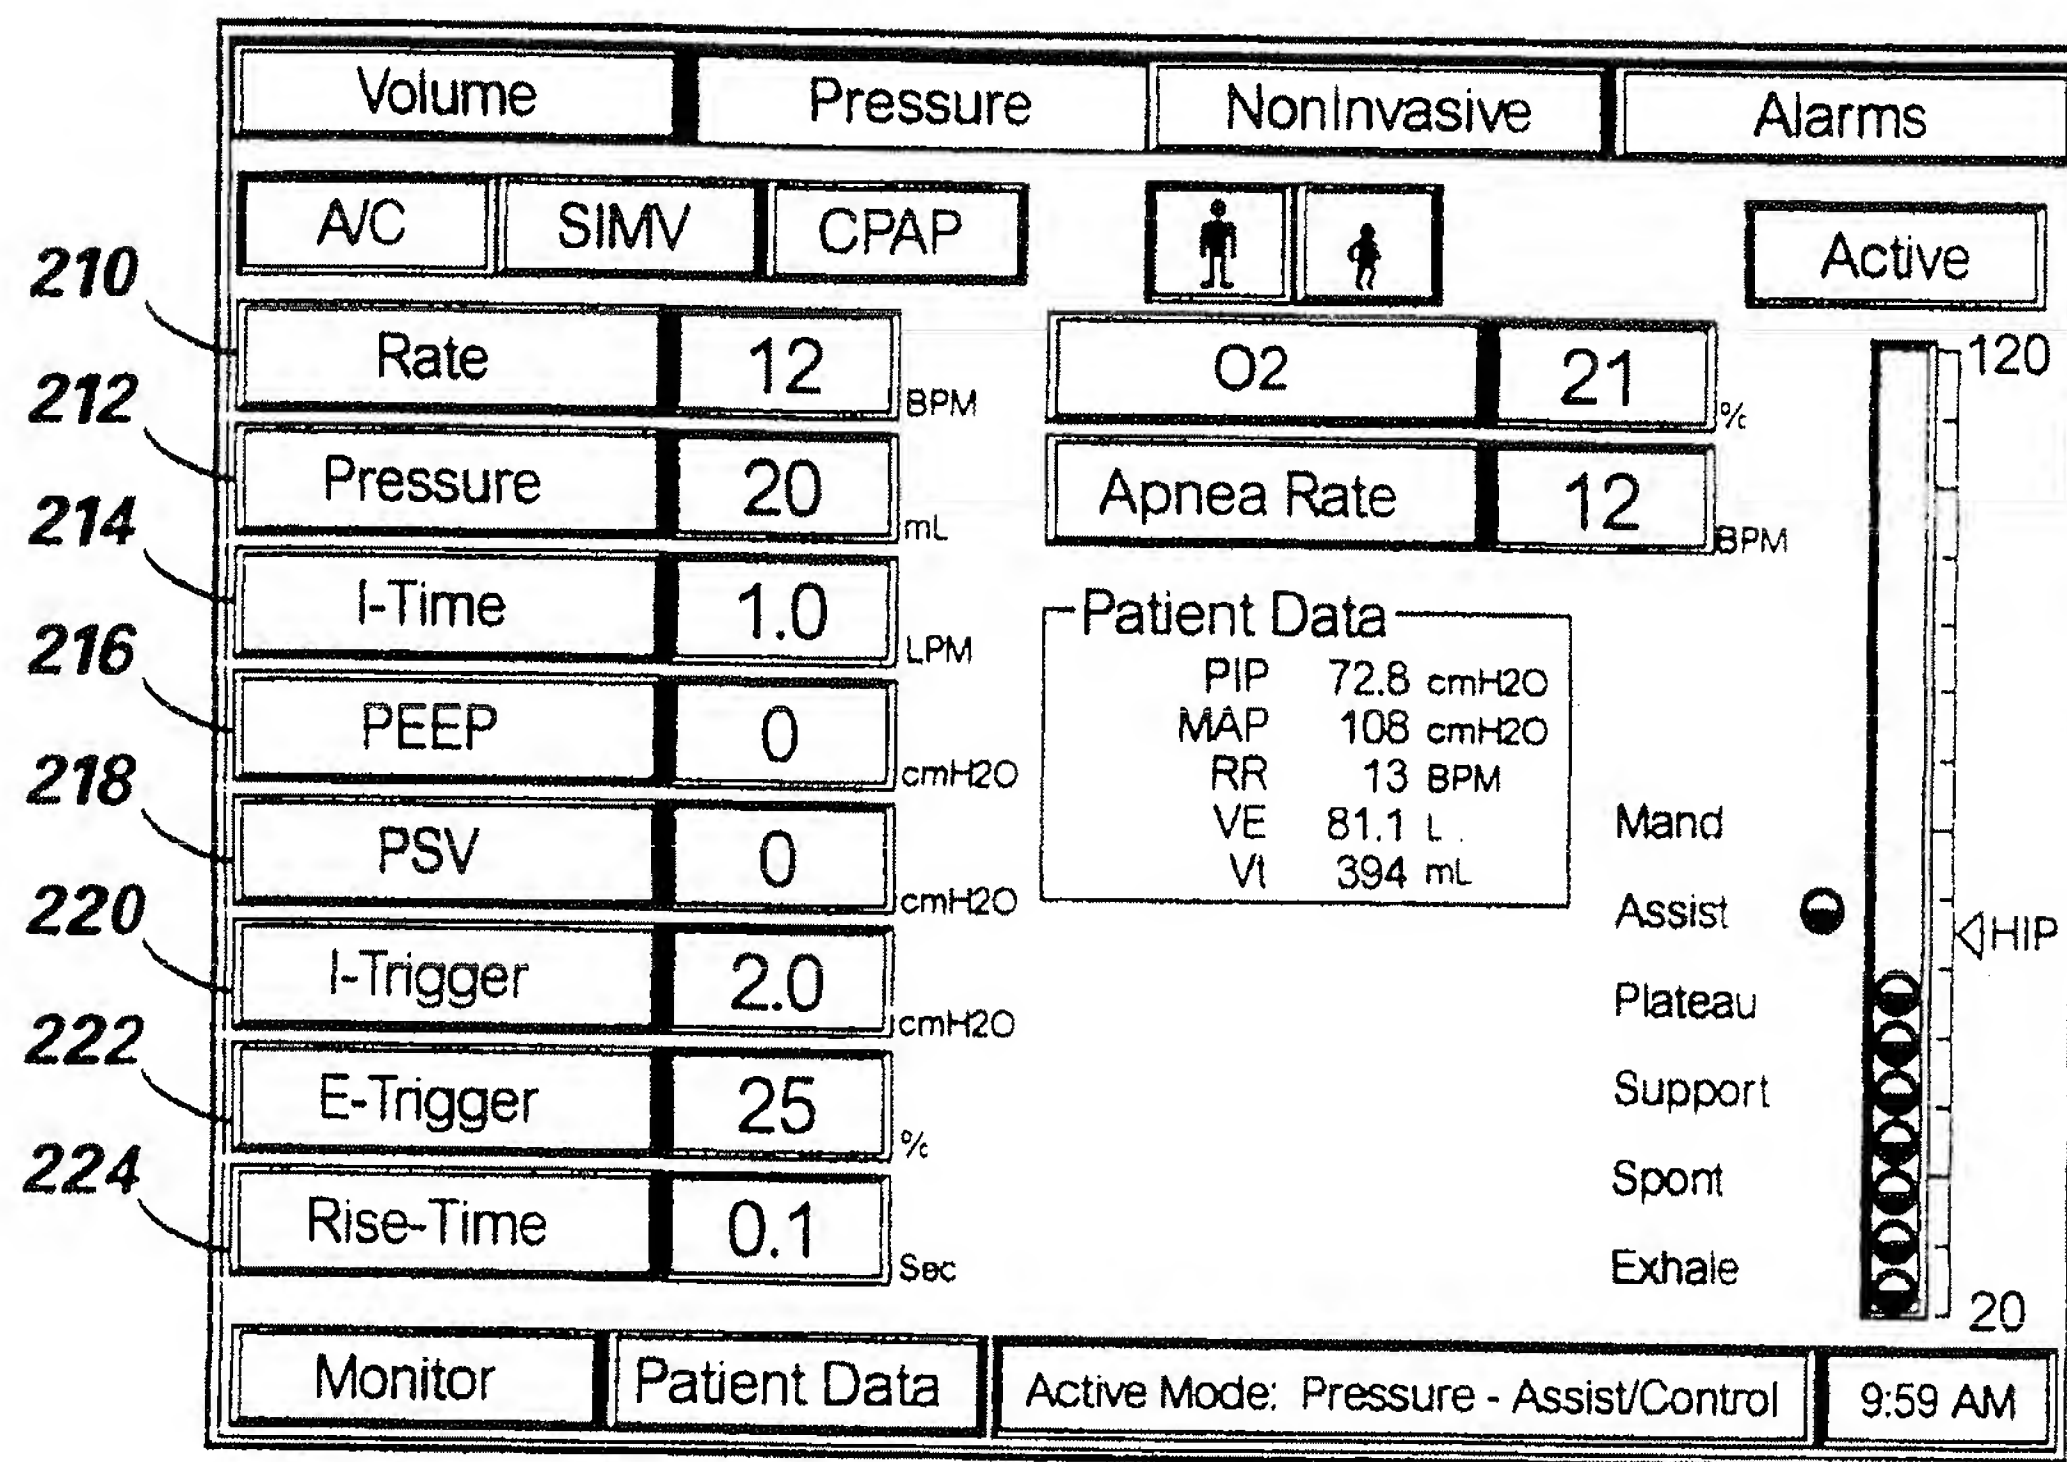 Volume Pressure NonInvasive Alarms
A/C SIMV CPAP Active
210 Rate 12 BPM O2 21 % 120
212 Pressure 20 mL Apnea Rate 12 BPM
214 I-Time 1.0 LPM
Patient Data
PIP 72.8 cmH2O
MAP 108 cmH2O
RR 13 BPM
VE 81.1 L
Vt 394 mL
216 PEEP 0 cmH2O
218 PSV 0 cmH2O
220 I-Trigger 2.0 cmH2O
222 E-Trigger 25 %
224 Rise-Time 0.1 Sec
Mand
Assist HIP
Plateau
Support
Spont
Exhale
20
Monitor Patient Data Active Mode: Pressure - Assist/Control 9:59 AM